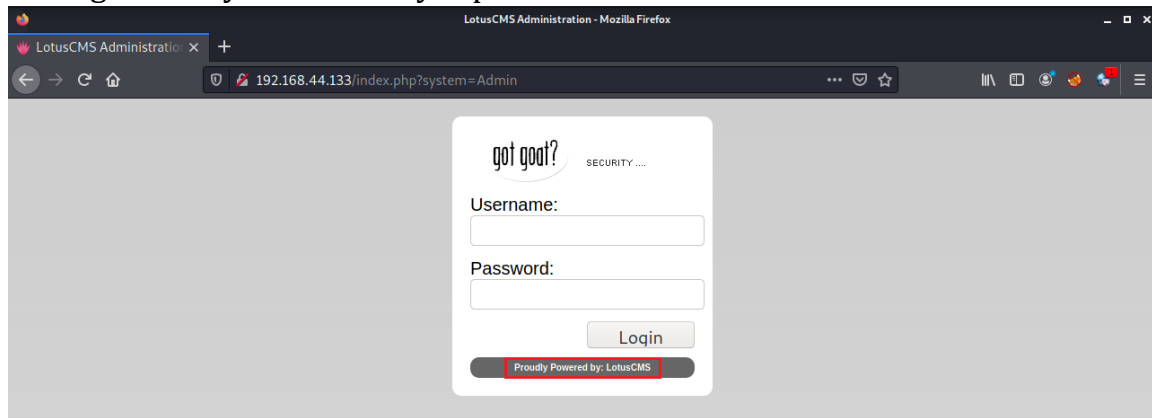 LotusCMS Administration - Mozilla Firefox
LotusCMS Administration
192.168.44.133/index.php?system=Admin
1
got goat? SECURITY ....
Username:
Password:
Login
Proudly Powered by: LotusCMS